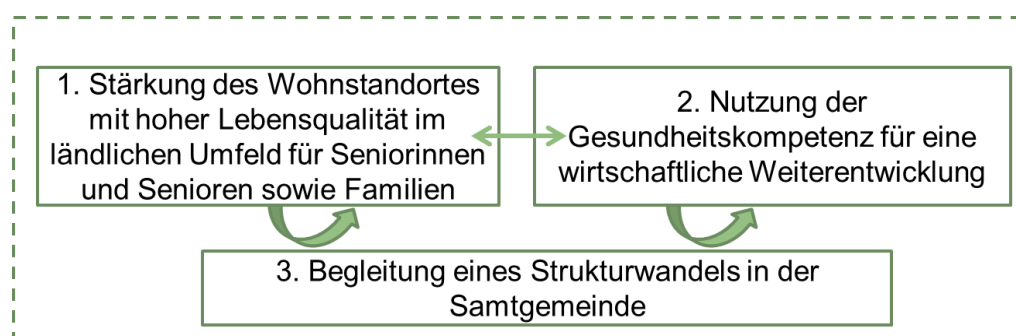 1. Stärkung des Wohnstandortes
mit hoher Lebensqualität im
ländlichen Umfeld für Seniorinnen
und Senioren sowie Familien
2. Nutzung der
Gesundheitskompetenz für eine
wirtschaftliche Weiterentwicklung
3. Begleitung eines Strukturwandels in der
Samtgemeinde